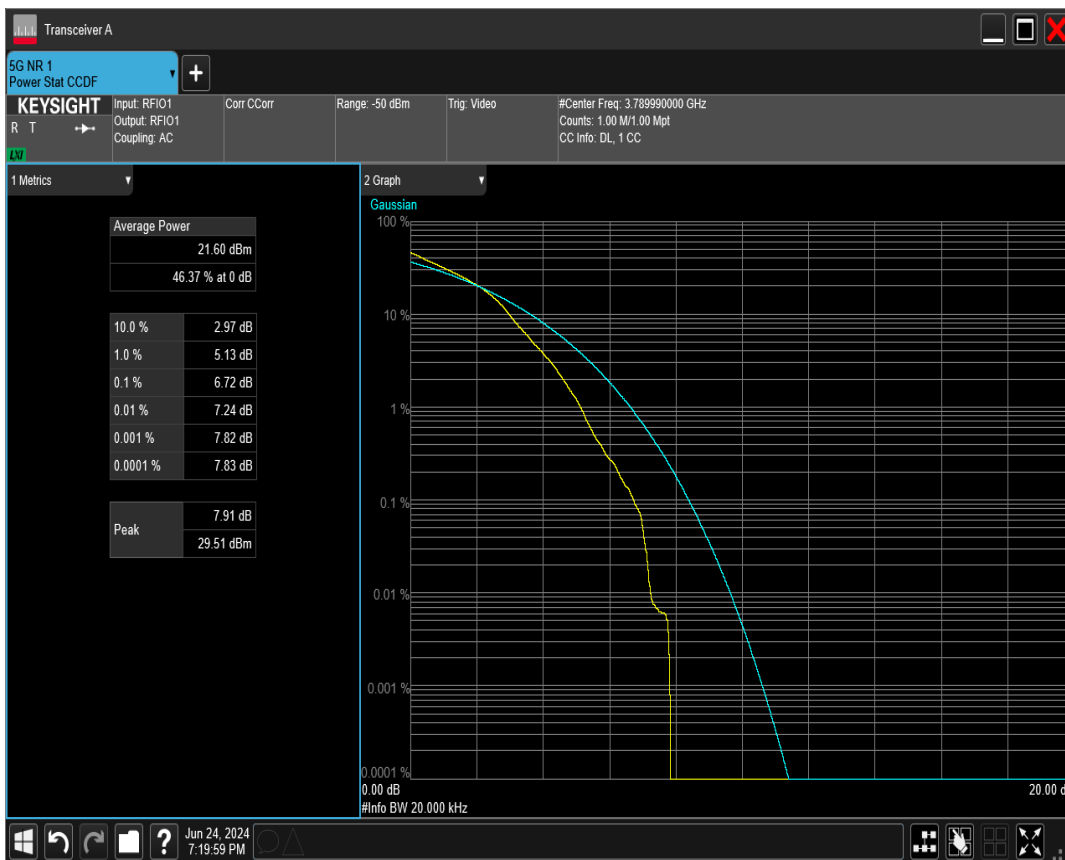 Transceiver A
5G NR 1
Power Stat CCDF
KEYSIGHT
R T
LXI
Input: RFIO1
Output: RFIO1
Coupling: AC
Corr CCorr
Range: -50 dBm
Trig: Video
#Center Freq: 3.789990000 GHz
Counts: 1.00 M/1.00 Mpt
CC Info: DL, 1 CC
1 Metrics
Average Power
21.60 dBm
46.37 % at 0 dB
10.0 % 2.97 dB
1.0 % 5.13 dB
0.1 % 6.72 dB
0.01 % 7.24 dB
0.001 % 7.82 dB
0.0001 % 7.83 dB
Peak
7.91 dB
29.51 dBm
2 Graph
Gaussian
100 %
10 %
1 %
0.1 %
0.01 %
0.001 %
0.0001 %
0.00 dB
20.00 d
#Info BW 20.000 kHz
?
Jun 24, 2024
7:19:59 PM